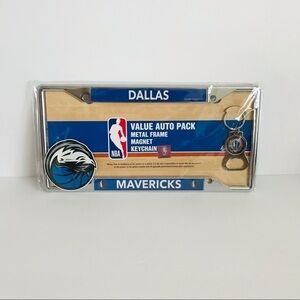 DALLAS
VALUE AUTO PACK
METAL FRAME
MAGNET
KEYCHAIN
NBA
MAVERICKS